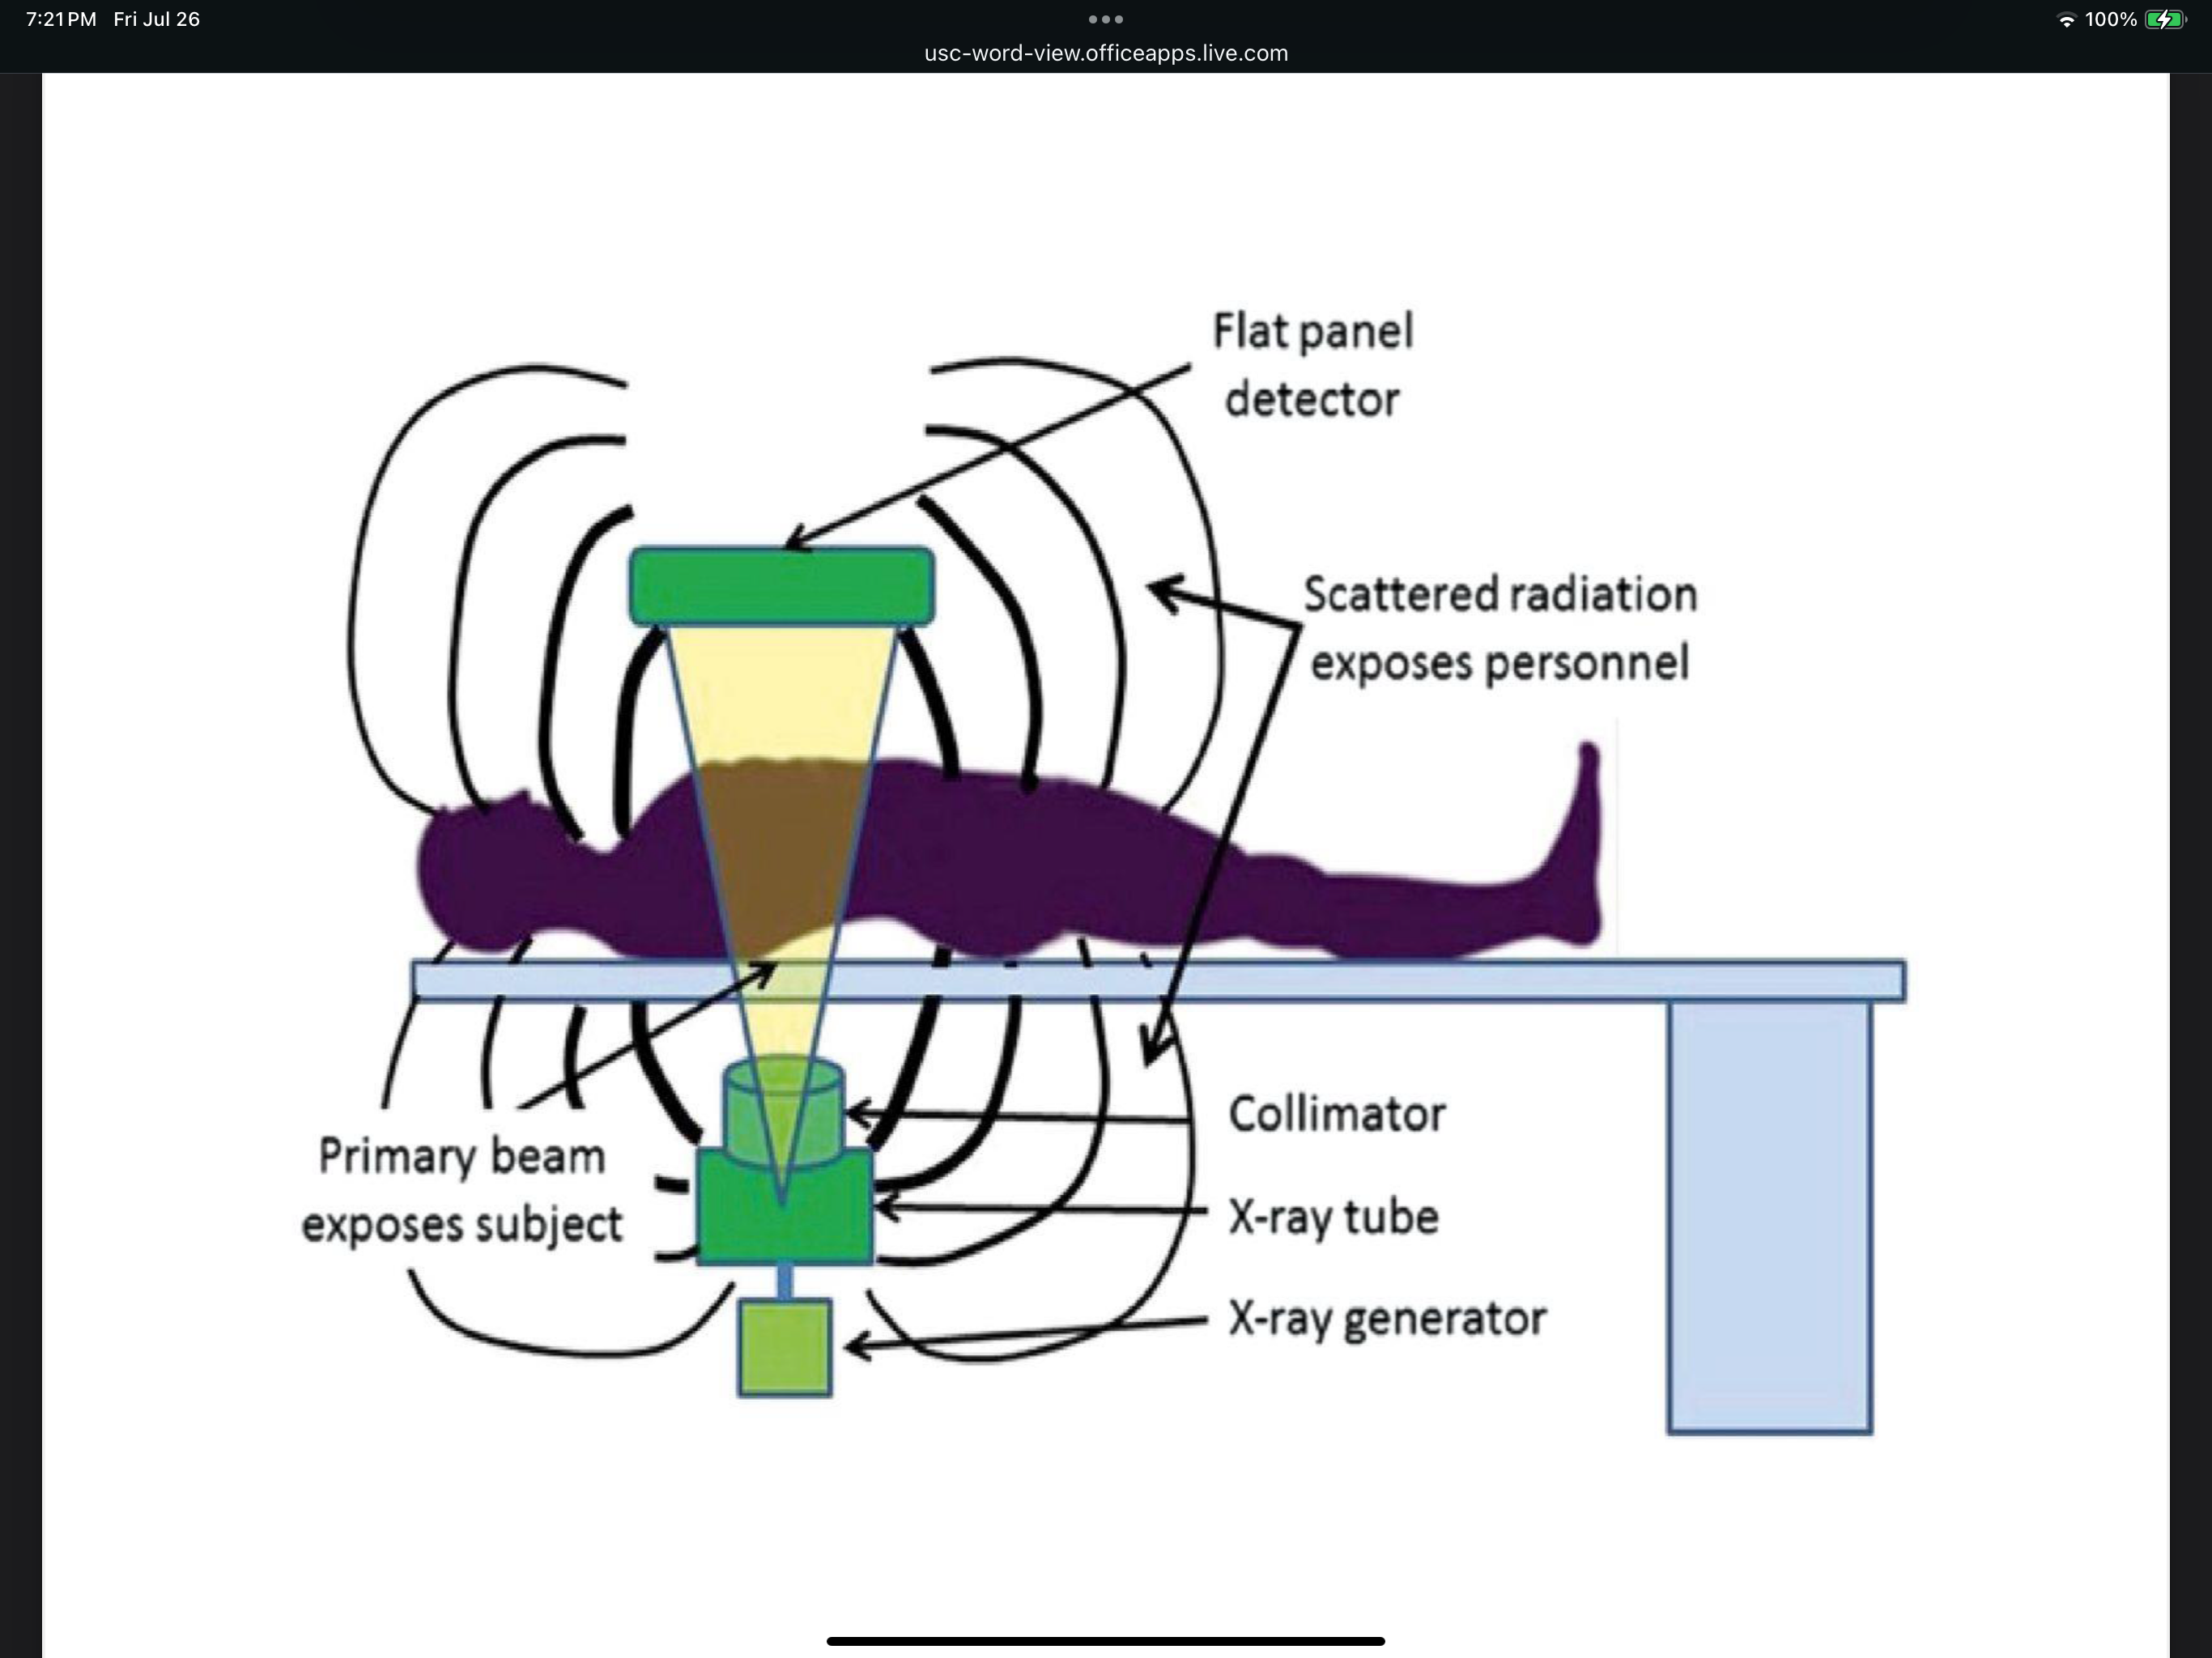 7:21 PM Fri Jul 26
100%
usc-word-view.officeapps.live.com
Flat panel
detector
Scattered radiation
exposes personnel
Collimator
Primary beam
exposes subject
X-ray tube
X-ray generator